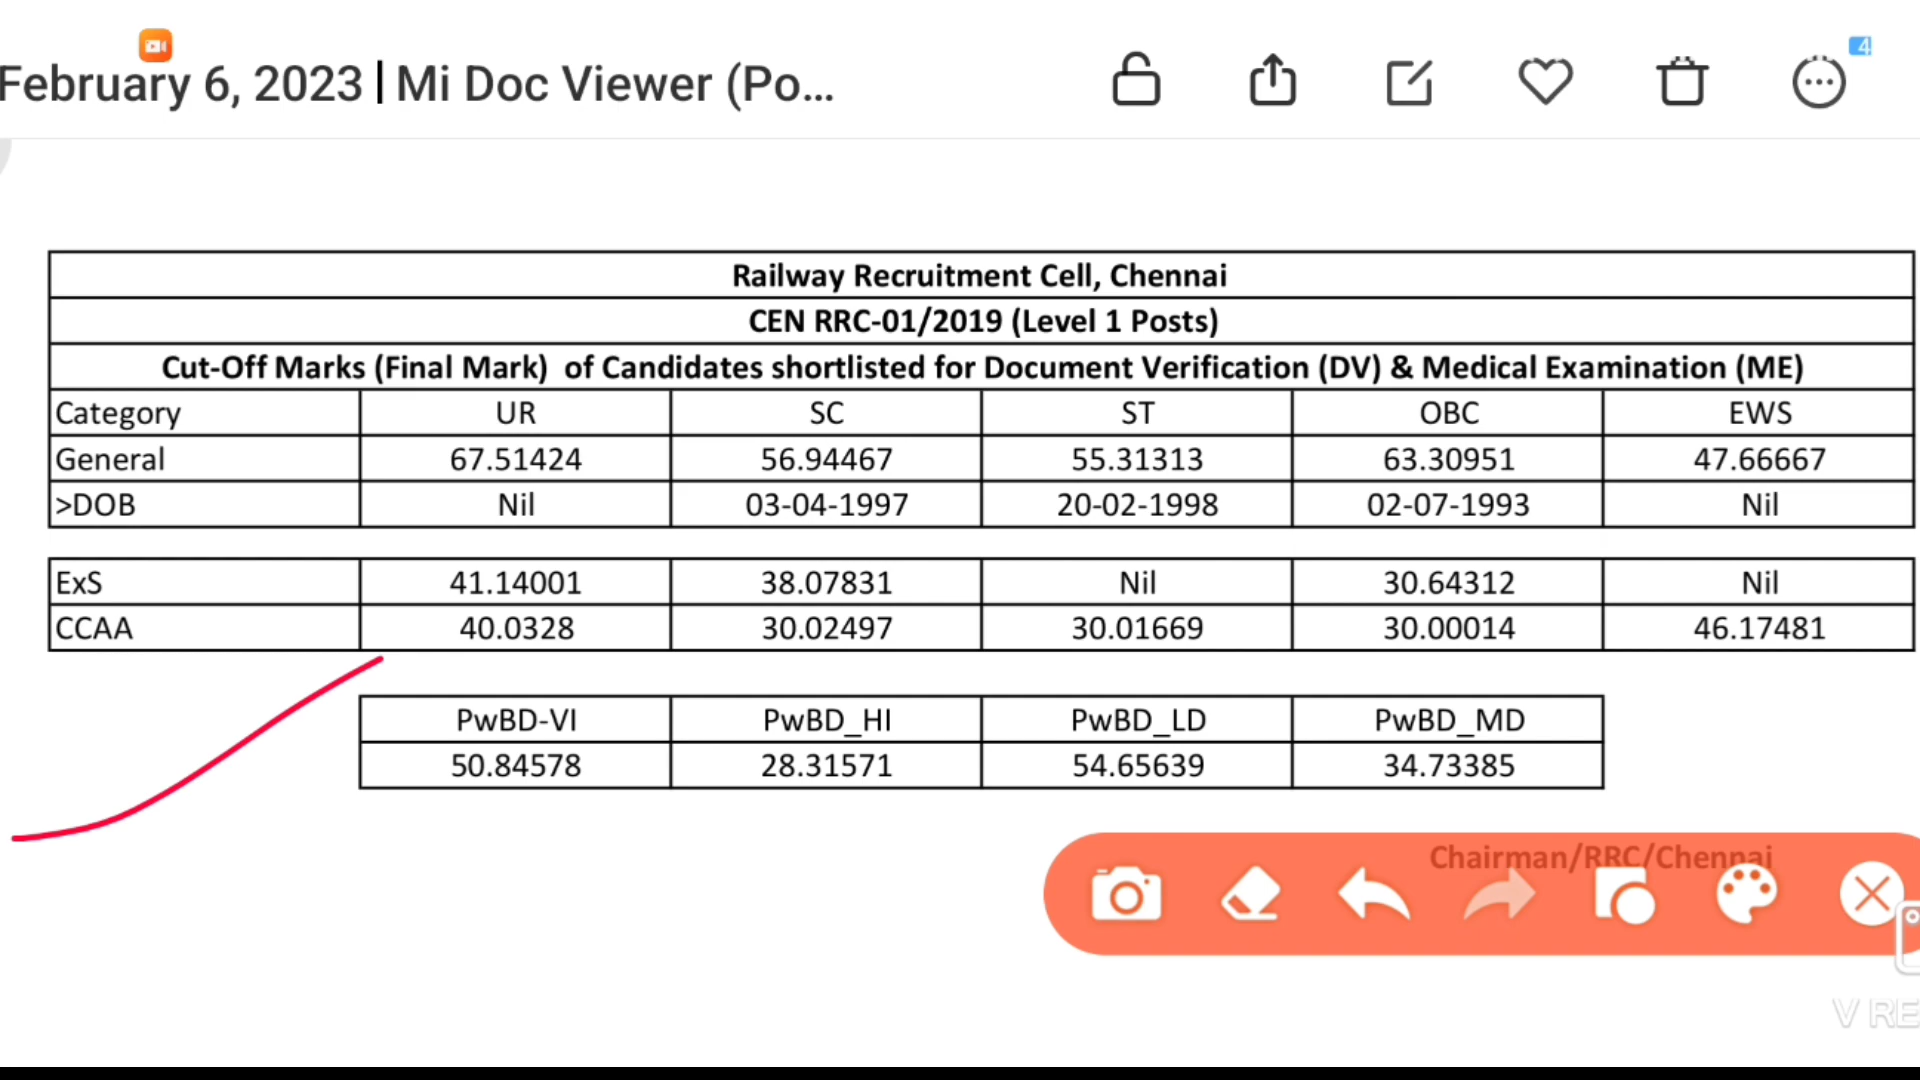 February 6, 2023 | Mi Doc Viewer (Po...
4
Railway Recruitment Cell, Chennai
CEN RRC-01/2019 (Level 1 Posts)
Cut-Off Marks (Final Mark) of Candidates shortlisted for Document Verification (DV) & Medical Examination (ME)
Category UR SC ST OBC EWS
General 67.51424 56.94467 55.31313 63.30951 47.66667
>DOB Nil 03-04-1997 20-02-1998 02-07-1993 Nil
ExS 41.14001 38.07831 Nil 30.64312 Nil
CCAA 40.0328 30.02497 30.01669 30.00014 46.17481
PwBD-VI PwBD_HI PwBD_LD PwBD_MD
50.84578 28.31571 54.65639 34.73385
Chairman/RRC/Chennai
V RE